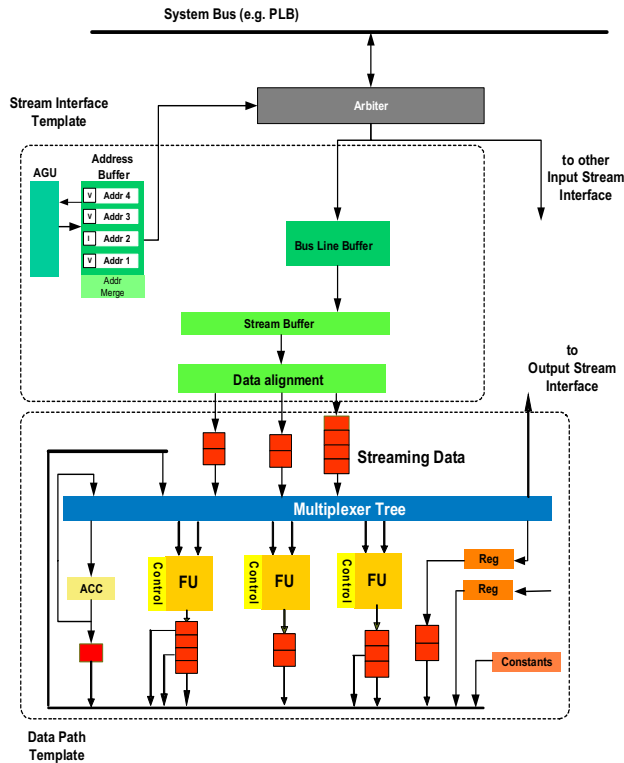 System Bus (e.g. PLB)
Arbiter
Stream Interface
Template
to other
Input Stream
Interface
AGU
Address
Buffer
V Addr 4
V Addr 3
I Addr 2
V Addr 1
Addr
Merge
Bus Line Buffer
Stream Buffer
Data alignment
to
Output Stream
Interface
Streaming Data
Multiplexer Tree
ACC
Control
FU
Control
FU
Control
FU
Reg
Reg
Constants
Data Path
Template